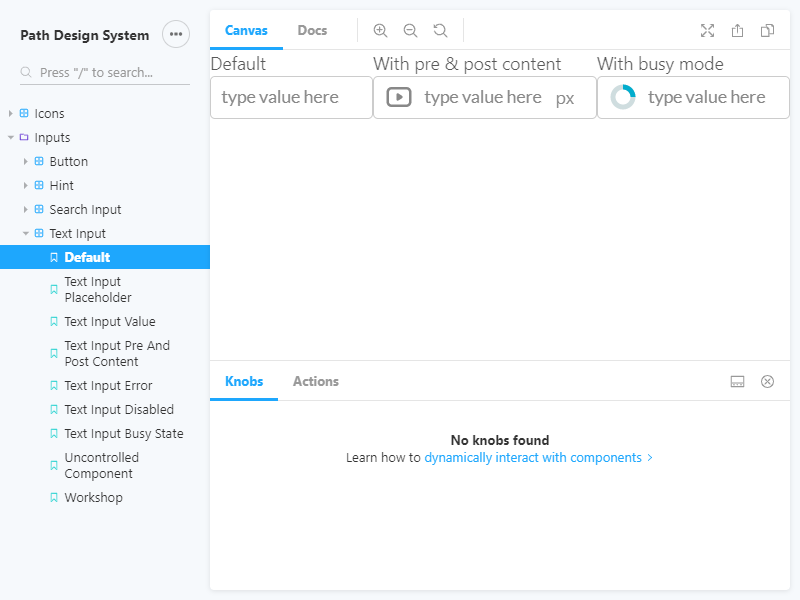 Path Design System
Press "/" to search...
Icons
Inputs
Button
Hint
Search Input
Text Input
Default
Text Input
Placeholder
Text Input Value
Text Input Pre And
Post Content
Text Input Error
Text Input Disabled
Text Input Busy State
Uncontrolled
Component
Workshop
Canvas Docs
Default With pre & post content With busy mode
type value here type value here px type value here
Knobs Actions
No knobs found
Learn how to dynamically interact with components